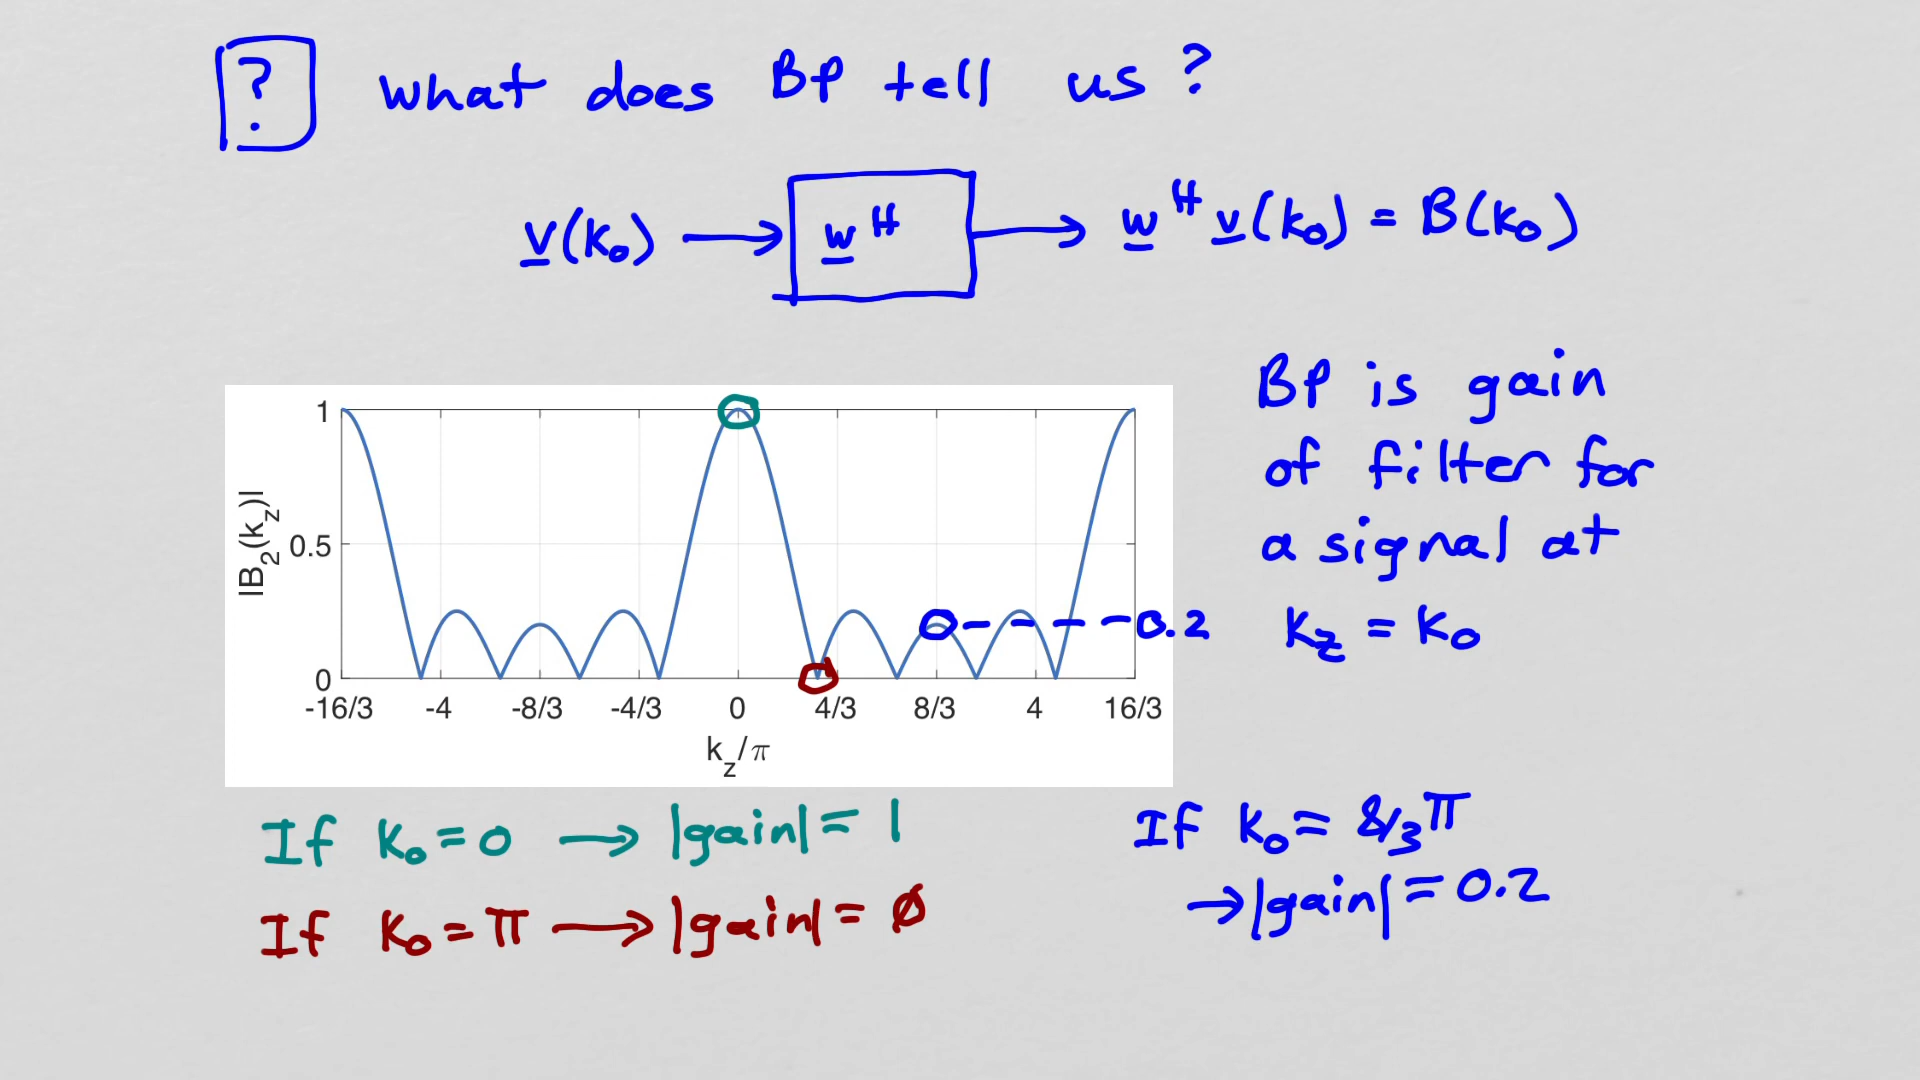 ? what does BP tell us?
v(k₀) → wᴴ → wᴴ v(k₀) = B(k₀)
BP is gain
of filter for
a signal at
k_z = k₀
|B₂(k_z)|
1
0.5
0
0.2
-16/3 -4 -8/3 -4/3 0 4/3 8/3 4 16/3
k_z/π
If k₀ = 0 → |gain| = 1
If k₀ = π → |gain| = ∅
If k₀ = 8/3 π
→ |gain| = 0.2